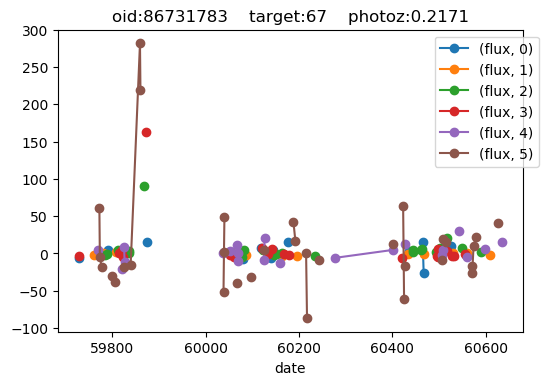 oid:86731783    target:67    photoz:0.2171
300
250
200
150
100
50
0
−50
−100
(flux, 0)
(flux, 1)
(flux, 2)
(flux, 3)
(flux, 4)
(flux, 5)
59800 60000 60200 60400 60600
date